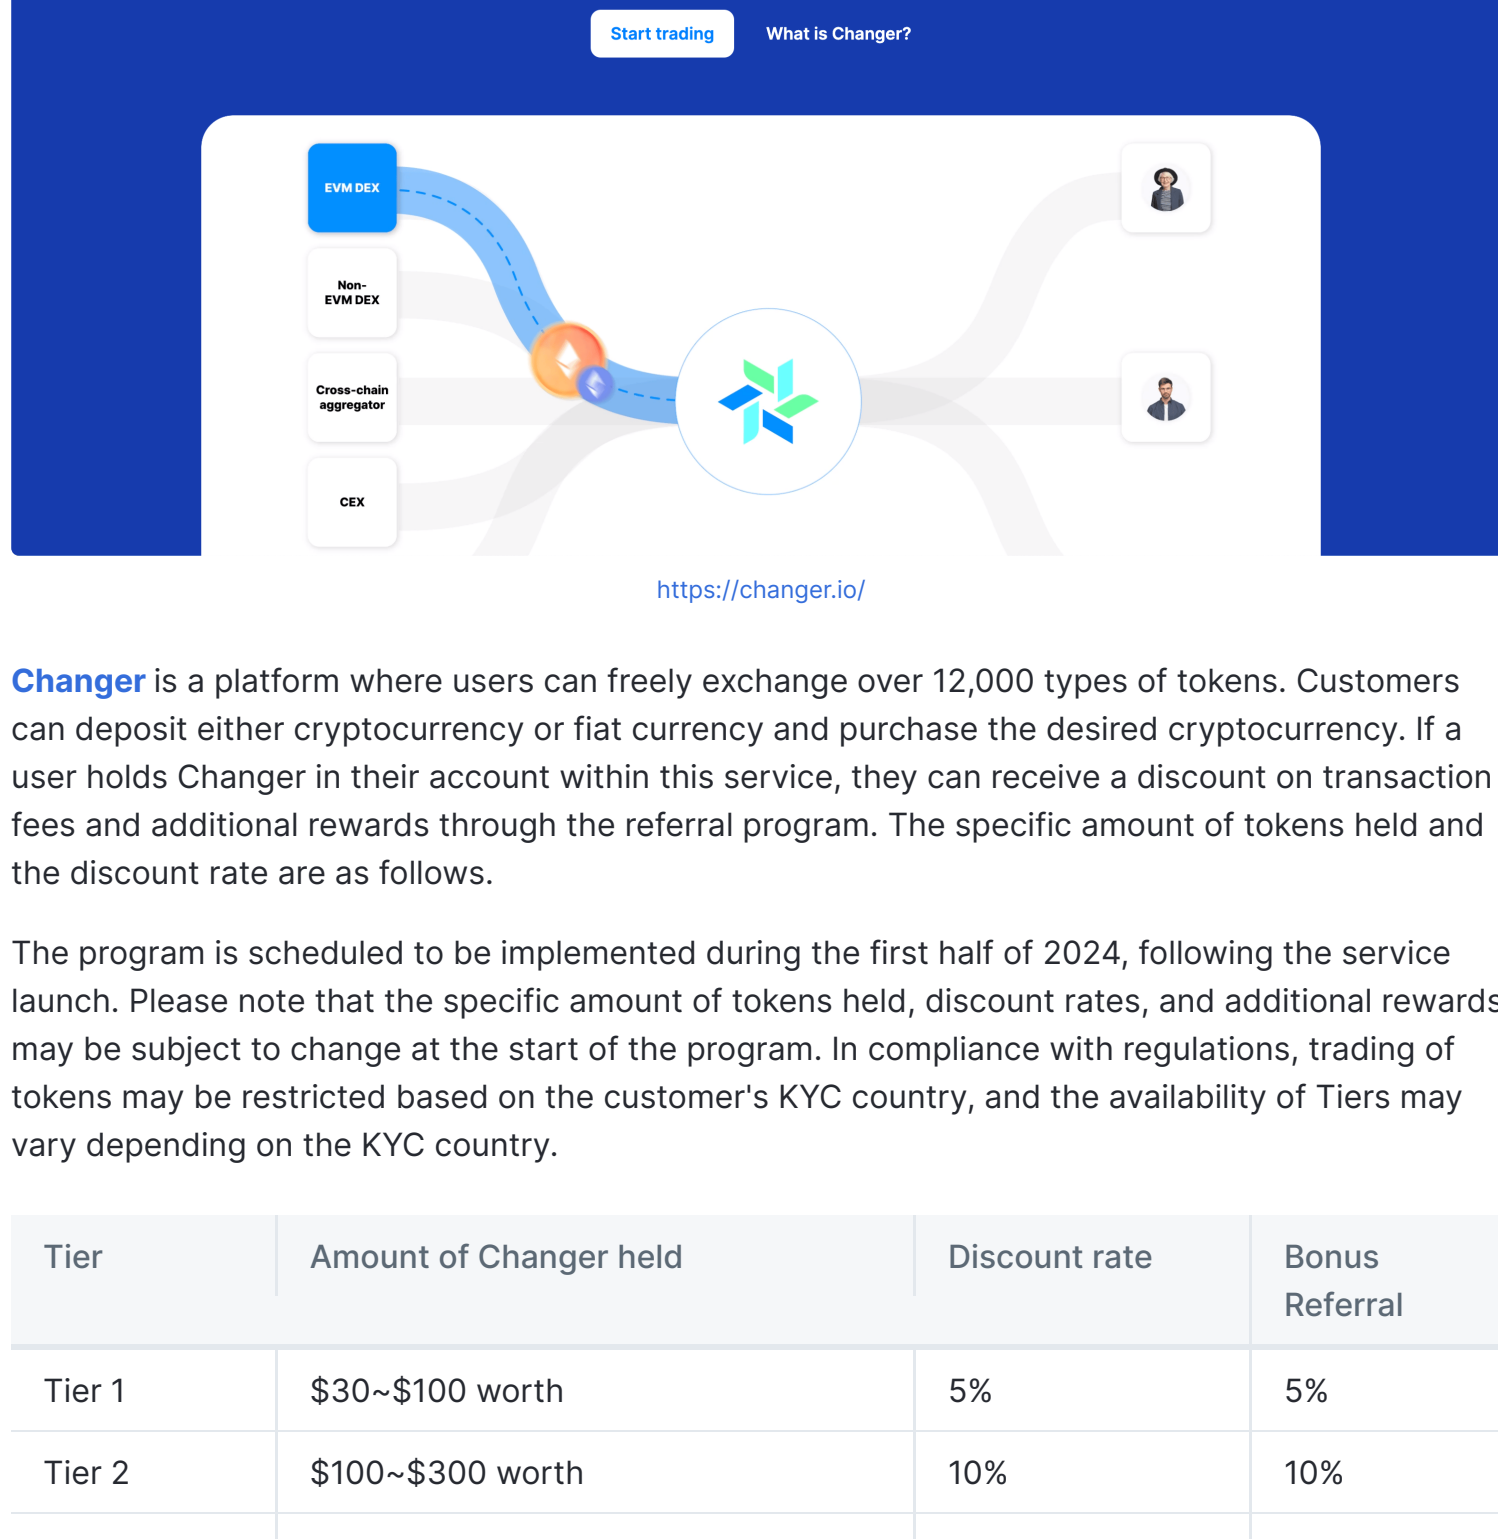 Start trading What is Changer?
EVM DEX
Non-
EVM DEX
Cross-chain
aggregator
CEX
https://changer.io/
Changer is a platform where users can freely exchange over 12,000 types of tokens. Customers
can deposit either cryptocurrency or fiat currency and purchase the desired cryptocurrency. If a
user holds Changer in their account within this service, they can receive a discount on transaction
fees and additional rewards through the referral program. The specific amount of tokens held and
the discount rate are as follows.
The program is scheduled to be implemented during the first half of 2024, following the service
launch. Please note that the specific amount of tokens held, discount rates, and additional rewards
may be subject to change at the start of the program. In compliance with regulations, trading of
tokens may be restricted based on the customer's KYC country, and the availability of Tiers may
vary depending on the KYC country.
Tier Amount of Changer held Discount rate Bonus
Referral
Tier 1 $30~$100 worth 5% 5%
Tier 2 $100~$300 worth 10% 10%